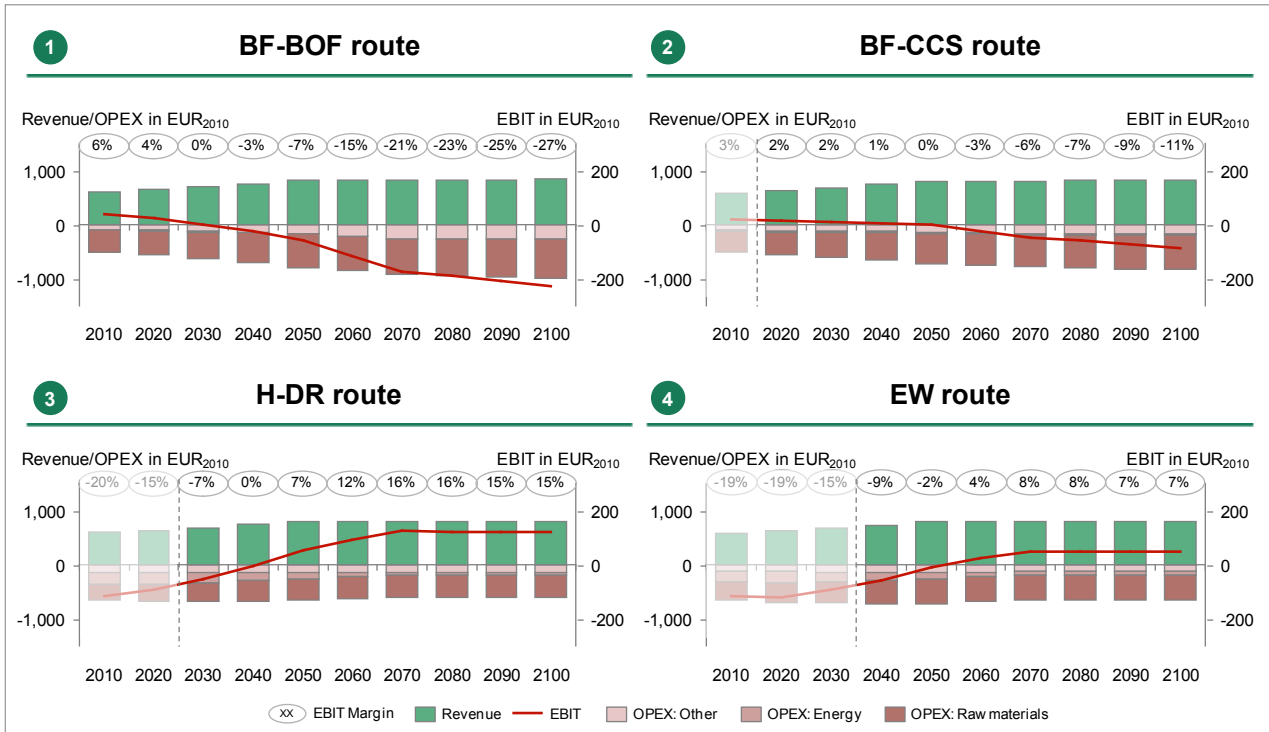 1 BF-BOF route
Revenue/OPEX in EUR2010 EBIT in EUR2010
6% 4% 0% -3% -7% -15% -21% -23% -25% -27%
1,000 200
0 0
-1,000 -200
2010 2020 2030 2040 2050 2060 2070 2080 2090 2100
2 BF-CCS route
Revenue/OPEX in EUR2010 EBIT in EUR2010
3% 2% 2% 1% 0% -3% -6% -7% -9% -11%
1,000 200
0 0
-1,000 -200
2010 2020 2030 2040 2050 2060 2070 2080 2090 2100
3 H-DR route
Revenue/OPEX in EUR2010 EBIT in EUR2010
-20% -15% -7% 0% 7% 12% 16% 16% 15% 15%
1,000 200
0 0
-1,000 -200
2010 2020 2030 2040 2050 2060 2070 2080 2090 2100
4 EW route
Revenue/OPEX in EUR2010 EBIT in EUR2010
-19% -19% -15% -9% -2% 4% 8% 8% 7% 7%
1,000 200
0 0
-1,000 -200
2010 2020 2030 2040 2050 2060 2070 2080 2090 2100
xx EBIT Margin Revenue EBIT OPEX: Other OPEX: Energy OPEX: Raw materials